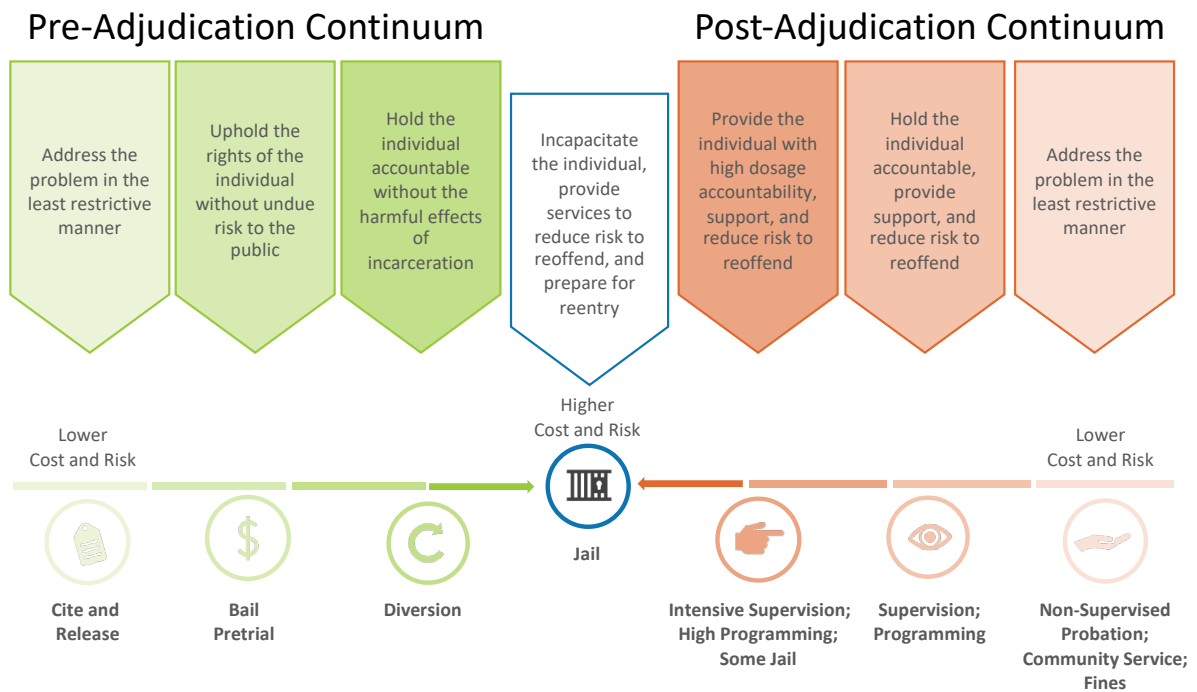 Pre-Adjudication Continuum
Post-Adjudication Continuum
Address the
problem in the
least restrictive
manner
Uphold the
rights of the
individual
without undue
risk to the
public
Hold the
individual
accountable
without the
harmful effects
of
incarceration
Incapacitate
the individual,
provide
services to
reduce risk to
reoffend, and
prepare for
reentry
Provide the
individual with
high dosage
accountability,
support, and
reduce risk to
reoffend
Hold the
individual
accountable,
provide
support, and
reduce risk to
reoffend
Address the
problem in the
least restrictive
manner
Lower
Cost and Risk
Higher
Cost and Risk
Lower
Cost and Risk
$
Cite and
Release
Bail
Pretrial
Diversion
Jail
Intensive Supervision;
High Programming;
Some Jail
Supervision;
Programming
Non-Supervised
Probation;
Community Service;
Fines